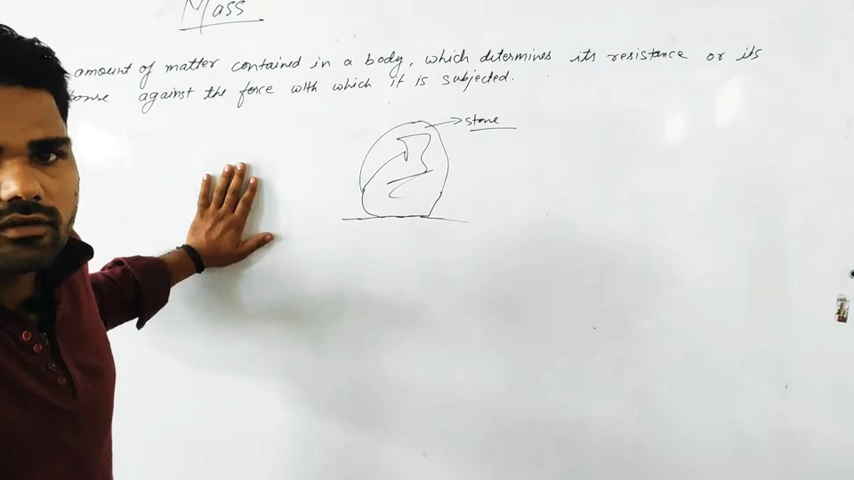 Mass
amount of matter contained in a body, which determines its resistance or its
against the force with which it is subjected.
stone